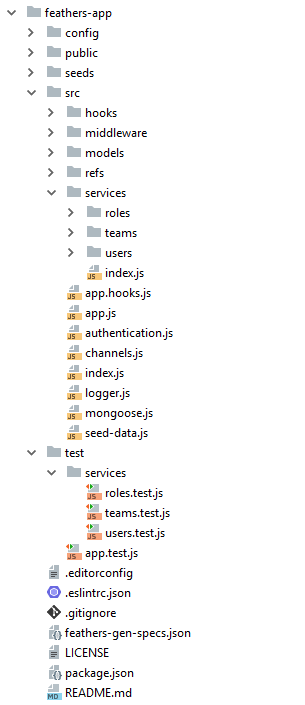 feathers-app
config
public
seeds
src
hooks
middleware
models
refs
services
roles
teams
users
index.js
app.hooks.js
app.js
authentication.js
channels.js
index.js
logger.js
mongoose.js
seed-data.js
test
services
roles.test.js
teams.test.js
users.test.js
app.test.js
.editorconfig
.eslintrc.json
.gitignore
feathers-gen-specs.json
LICENSE
package.json
README.md